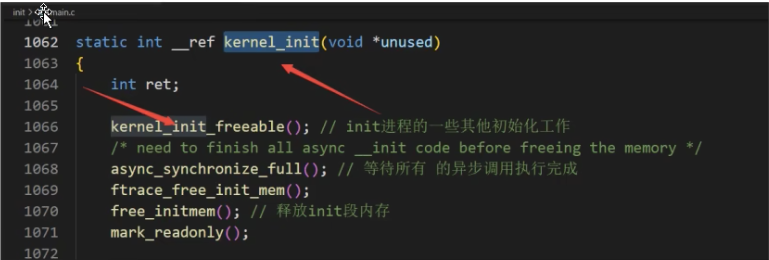 init > main.c
1061
1062 static int __ref kernel_init(void *unused)
1063 {
1064     int ret;
1065
1066     kernel_init_freeable(); // init进程的一些其他初始化工作
1067     /* need to finish all async __init code before freeing the memory */
1068     async_synchronize_full(); // 等待所有 的异步调用执行完成
1069     ftrace_free_init_mem();
1070     free_initmem(); // 释放init段内存
1071     mark_readonly();
1072